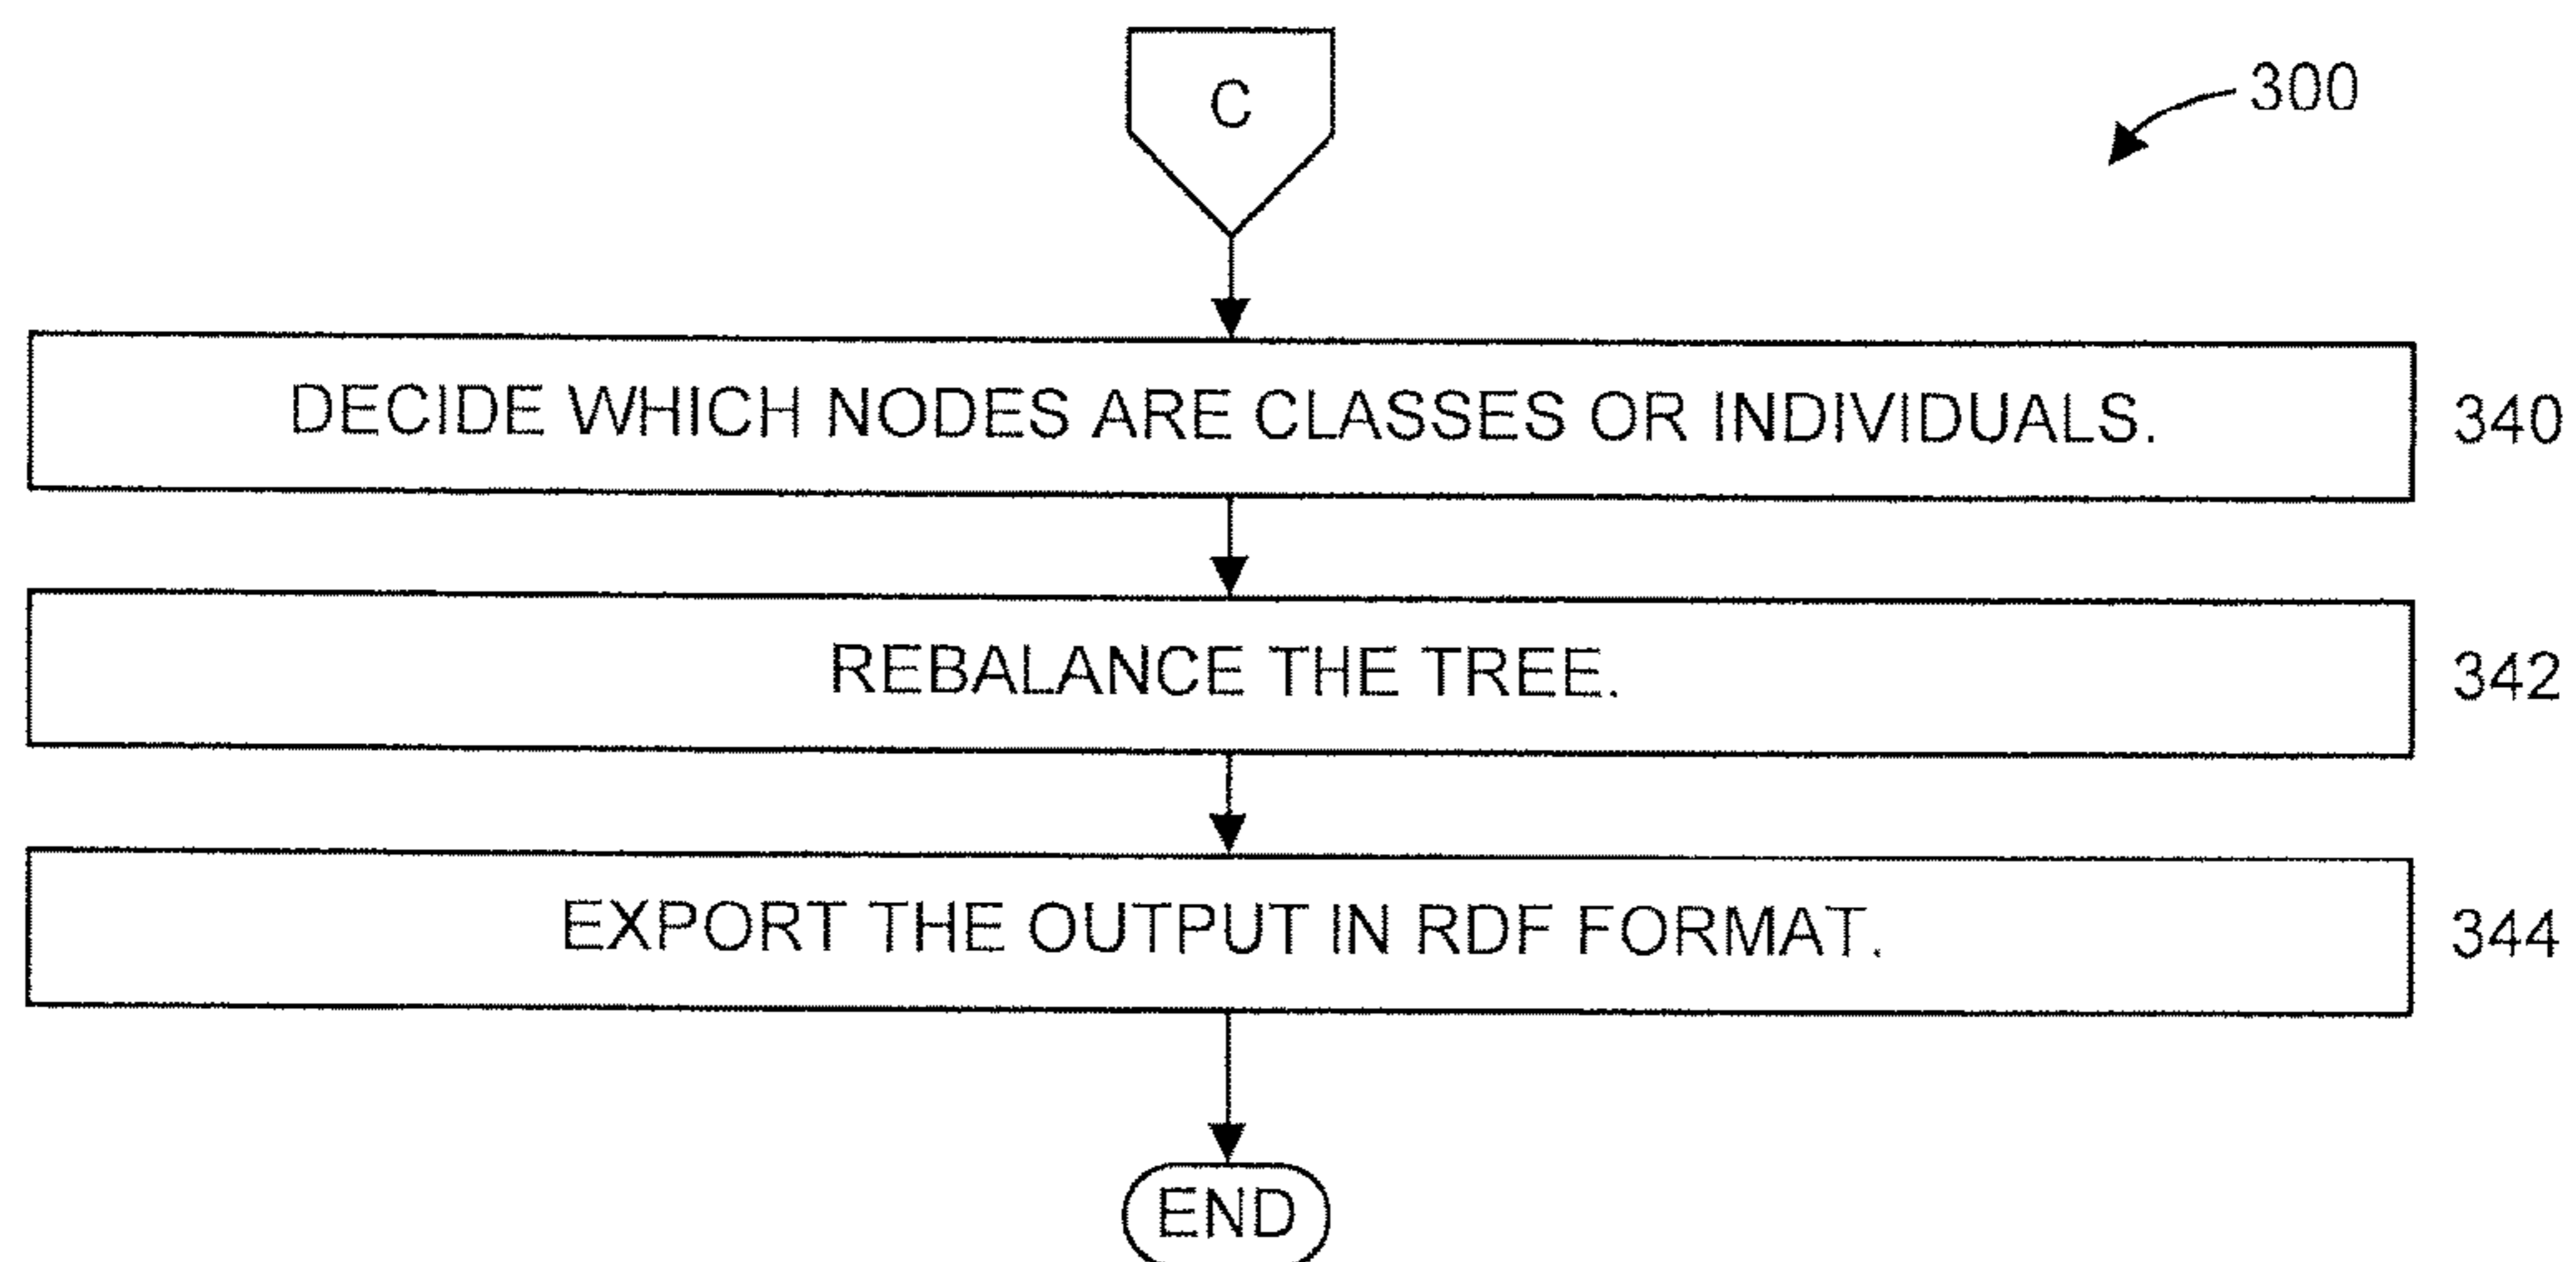 C
300
DECIDE WHICH NODES ARE CLASSES OR INDIVIDUALS.
340
REBALANCE THE TREE.
342
EXPORT THE OUTPUT IN RDF FORMAT.
344
END